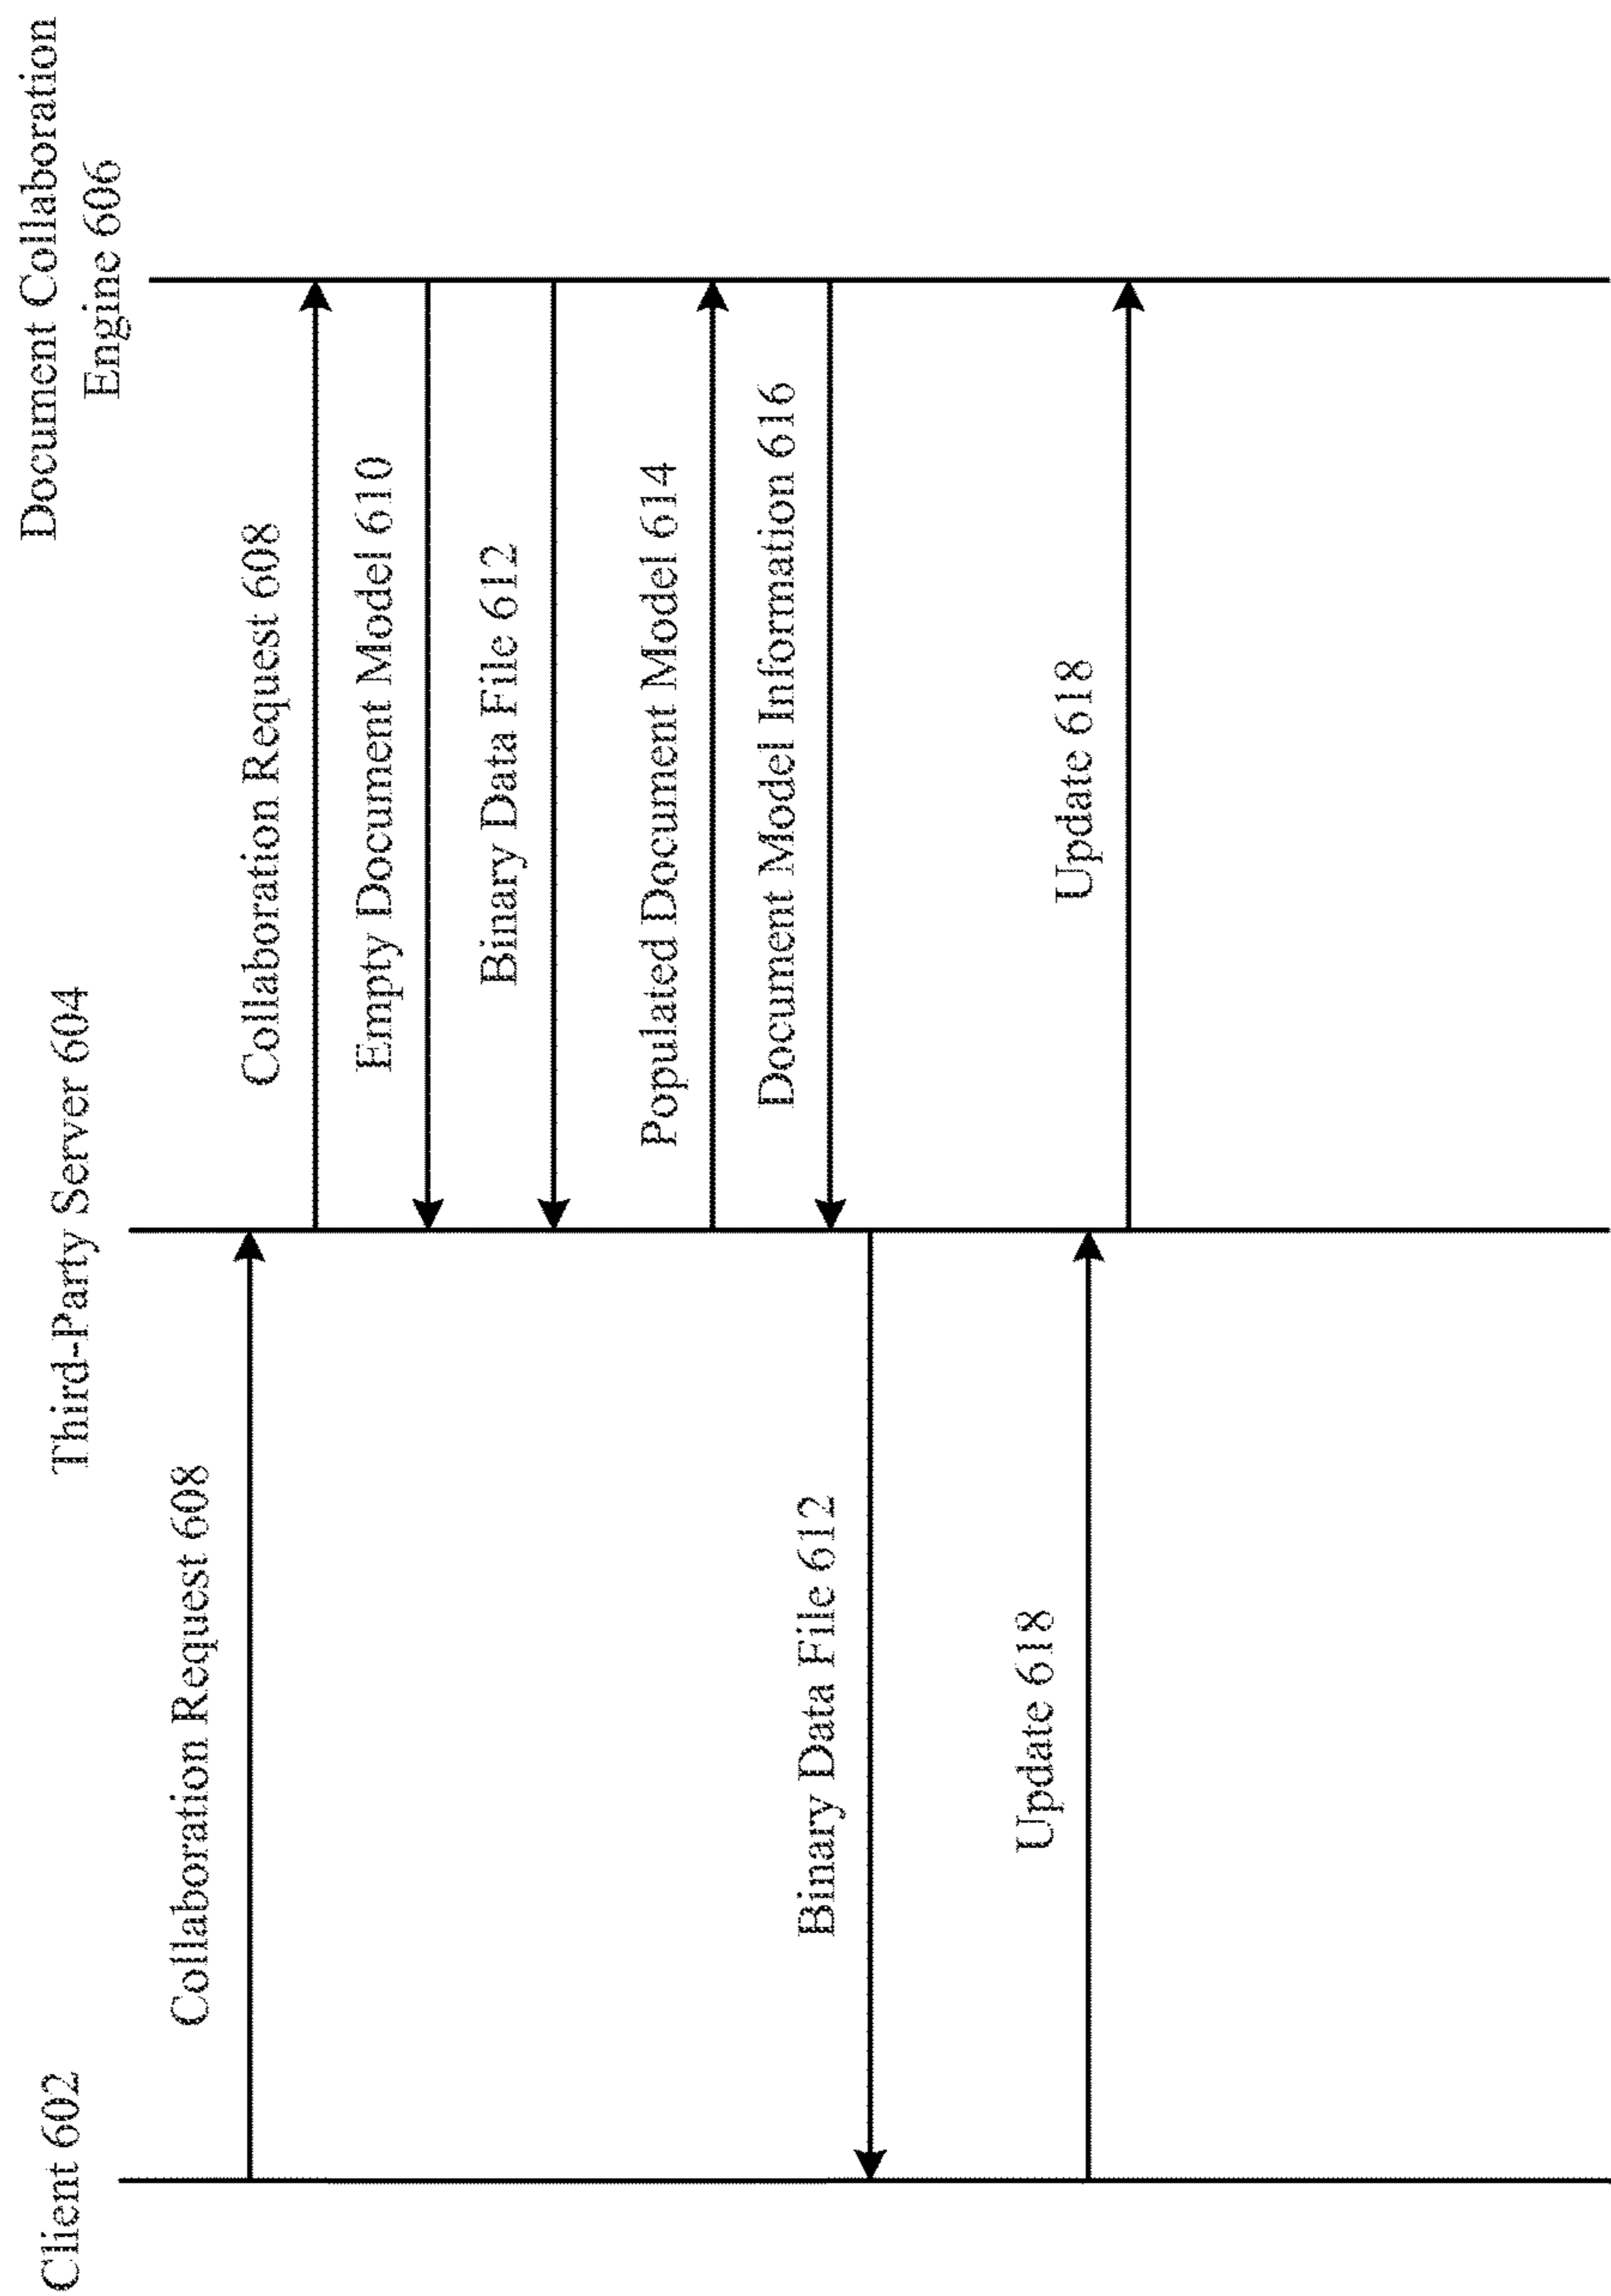 Client 602
Third-Party Server 604
Document Collaboration
Engine 606
Collaboration Request 608
Collaboration Request 608
Empty Document Model 610
Binary Data File 612
Populated Document Model 614
Document Model Information 616
Binary Data File 612
Update 618
Update 618